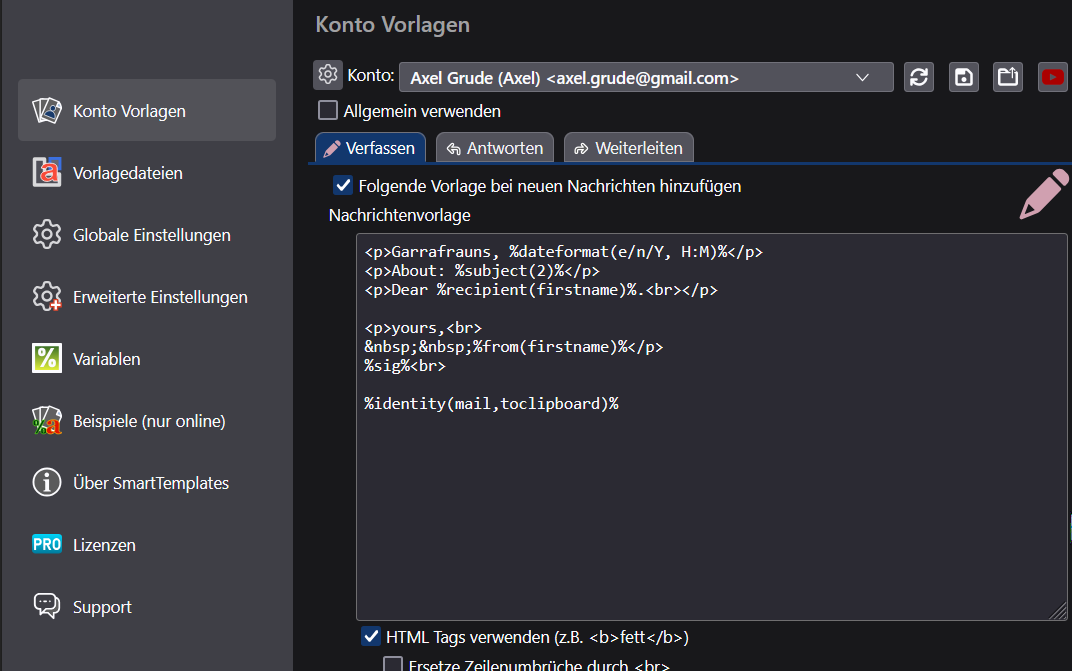 Konto Vorlagen
Konto: Axel Grude (Axel) <axel.grude@gmail.com>
Allgemein verwenden
Verfassen Antworten Weiterleiten
Folgende Vorlage bei neuen Nachrichten hinzufügen
Nachrichtenvorlage
<p>Garrafrauns, %dateformat(e/n/Y, H:M)%</p>
<p>About: %subject(2)%</p>
<p>Dear %recipient(firstname)%.<br></p>
<p>yours,<br>
&nbsp;&nbsp;%from(firstname)%</p>
%sig%<br>
%identity(mail,toclipboard)%
HTML Tags verwenden (z.B. <b>fett</b>)
Ersetze Zeilenumbrüche durch <br>
Konto Vorlagen
a Vorlagedateien
Globale Einstellungen
Erweiterte Einstellungen
% Variablen
Beispiele (nur online)
Über SmartTemplates
PRO Lizenzen
Support